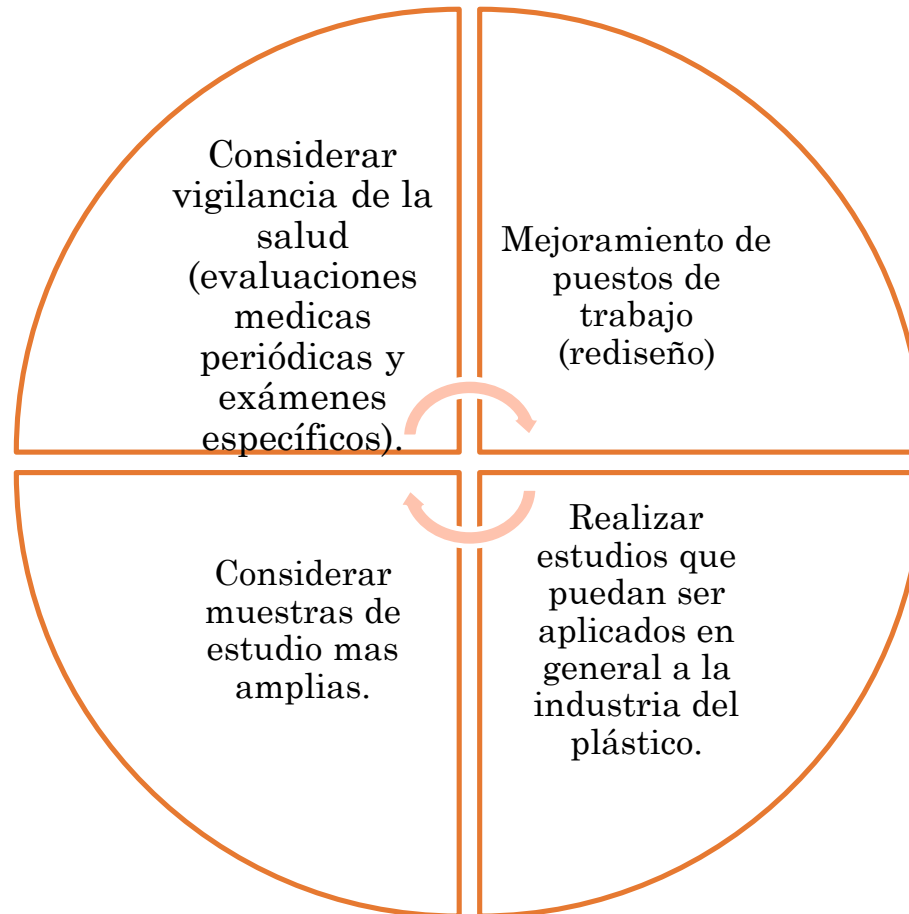 Considerar
vigilancia de la
salud
(evaluaciones
medicas
periódicas y
exámenes
específicos).
Mejoramiento de
puestos de
trabajo
(rediseño)
Considerar
muestras de
estudio mas
amplias.
Realizar
estudios que
puedan ser
aplicados en
general a la
industria del
plástico.